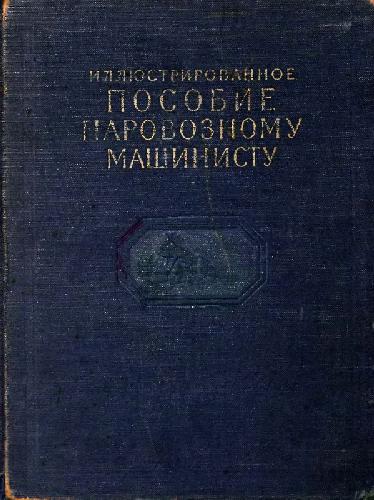 ИЛЛЮСТРИРОВАННОЕ
ПОСОБИЕ
ПАРОВОЗНОМУ
МАШИНИСТУ